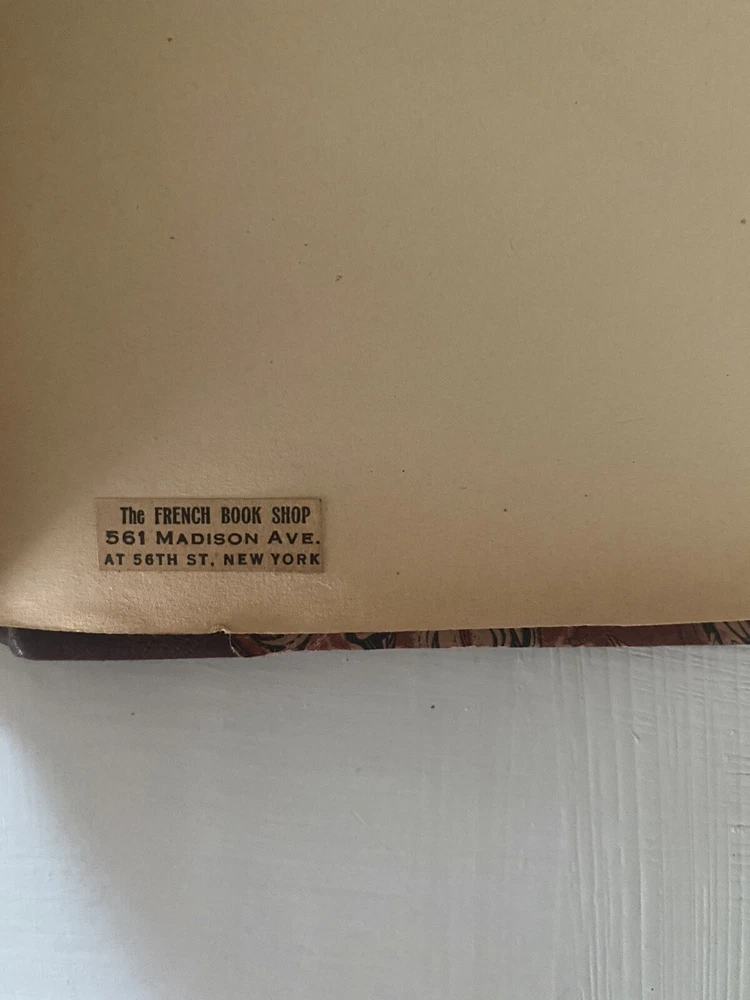 The FRENCH BOOK SHOP
561 MADISON AVE.
AT 56TH ST. NEW YORK